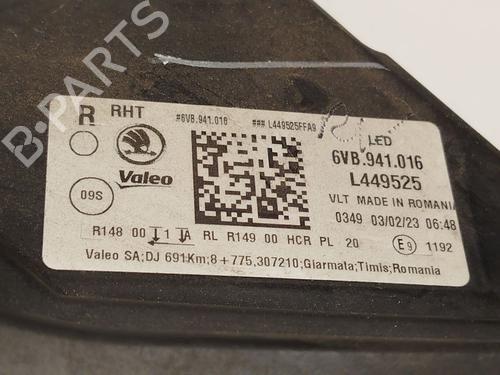 B-PARTS
R RHT
#6VB.941.016 ### L449525FFA9
LED
6VB.941.016
L449525
Valeo
VLT MADE IN ROMANIA
09S
0349 03/02/23 06:48
R148 00 1 A RL R149 00 HCR PL 20 E9 1192
Valeo SA;DJ 691Km;8+775,307210;Giarmata;Timis;Romania